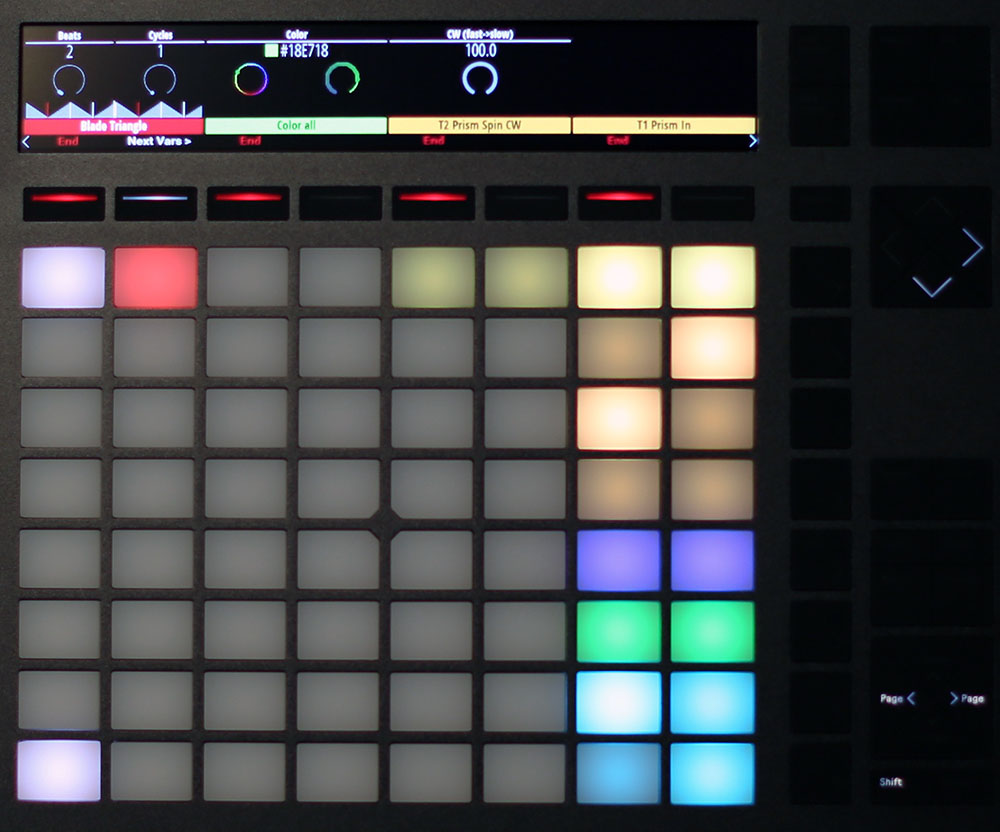 Beats Cycles Color CW (fast->slow)
2 1 #18E718 100.0
Blade Triangle Color all T2 Prism Spin CW T1 Prism In
< End Next Vars > End End End >
Page < > Page
Shift